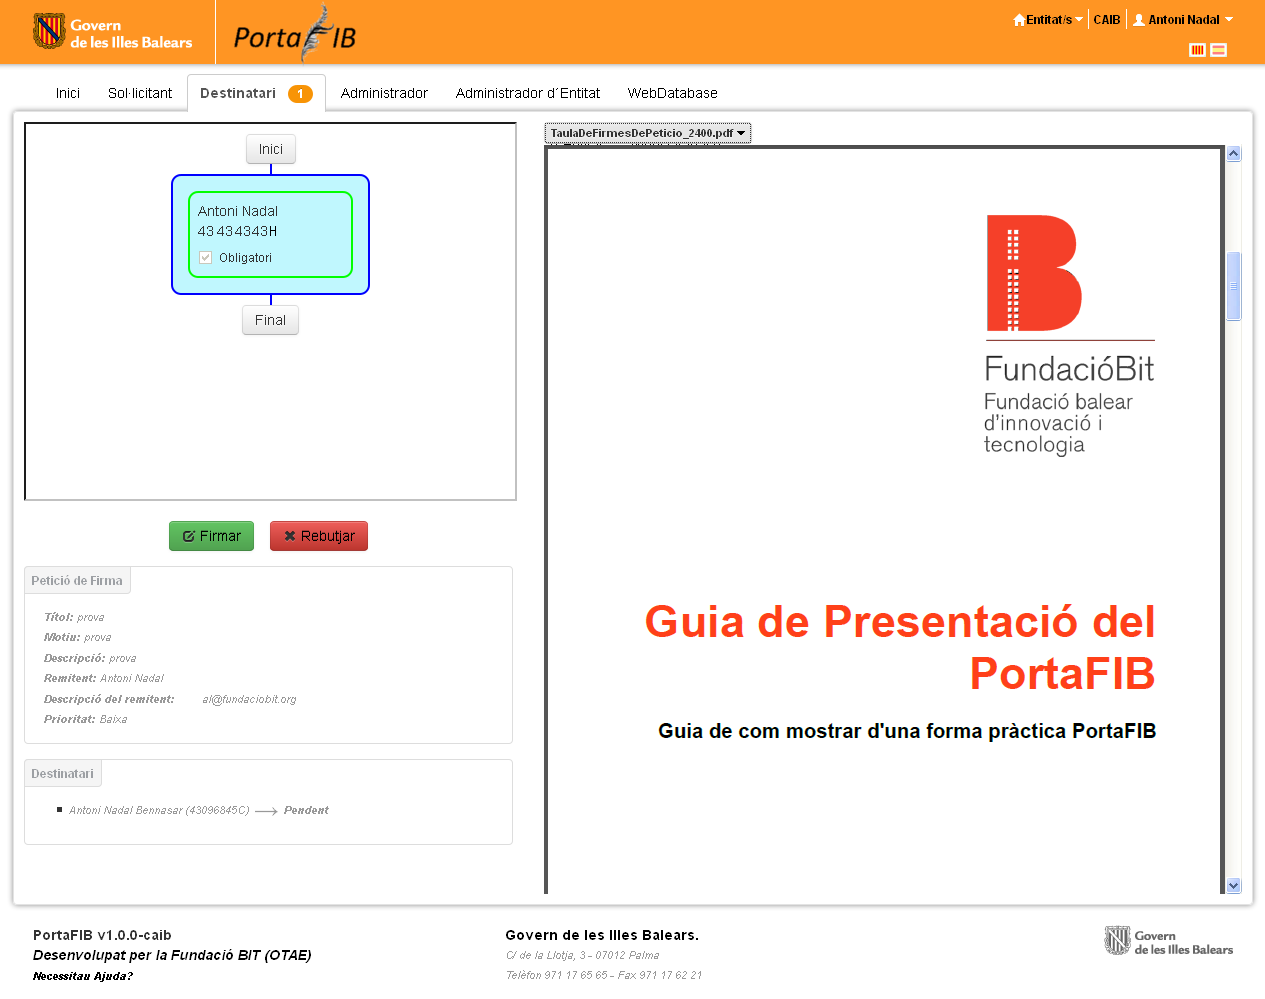 Govern
de les Illes Balears
PortaFIB
Entitat/s
CAIB
Antoni Nadal
Inici
Sol·licitant
Destinatari
1
Administrador
Administrador d´Entitat
WebDatabase
Inici
Antoni Nadal
43434343H
Obligatori
Final
Firmar
Rebutjar
Petició de Firma
Títol: prova
Motiu: prova
Descripció: prova
Remitent: Antoni Nadal
Descripció del remitent: al@fundaciobit.org
Prioritat: Baixa
Destinatari
Antoni Nadal Bennasar (43096845C) → Pendent
TaulaDeFirmesDePeticio_2400.pdf
FundacióBit
Fundació balear
d'innovació i
tecnologia
Guia de Presentació del
PortaFIB
Guia de com mostrar d'una forma pràctica PortaFIB
PortaFIB v1.0.0-caib
Desenvolupat per la Fundació BIT (OTAE)
Necessitau Ajuda?
Govern de les Illes Balears.
C/ de la Llotja, 3 - 07012 Palma
Telèfon 971 17 65 65 - Fax 971 17 62 21
Govern
de les Illes Balears